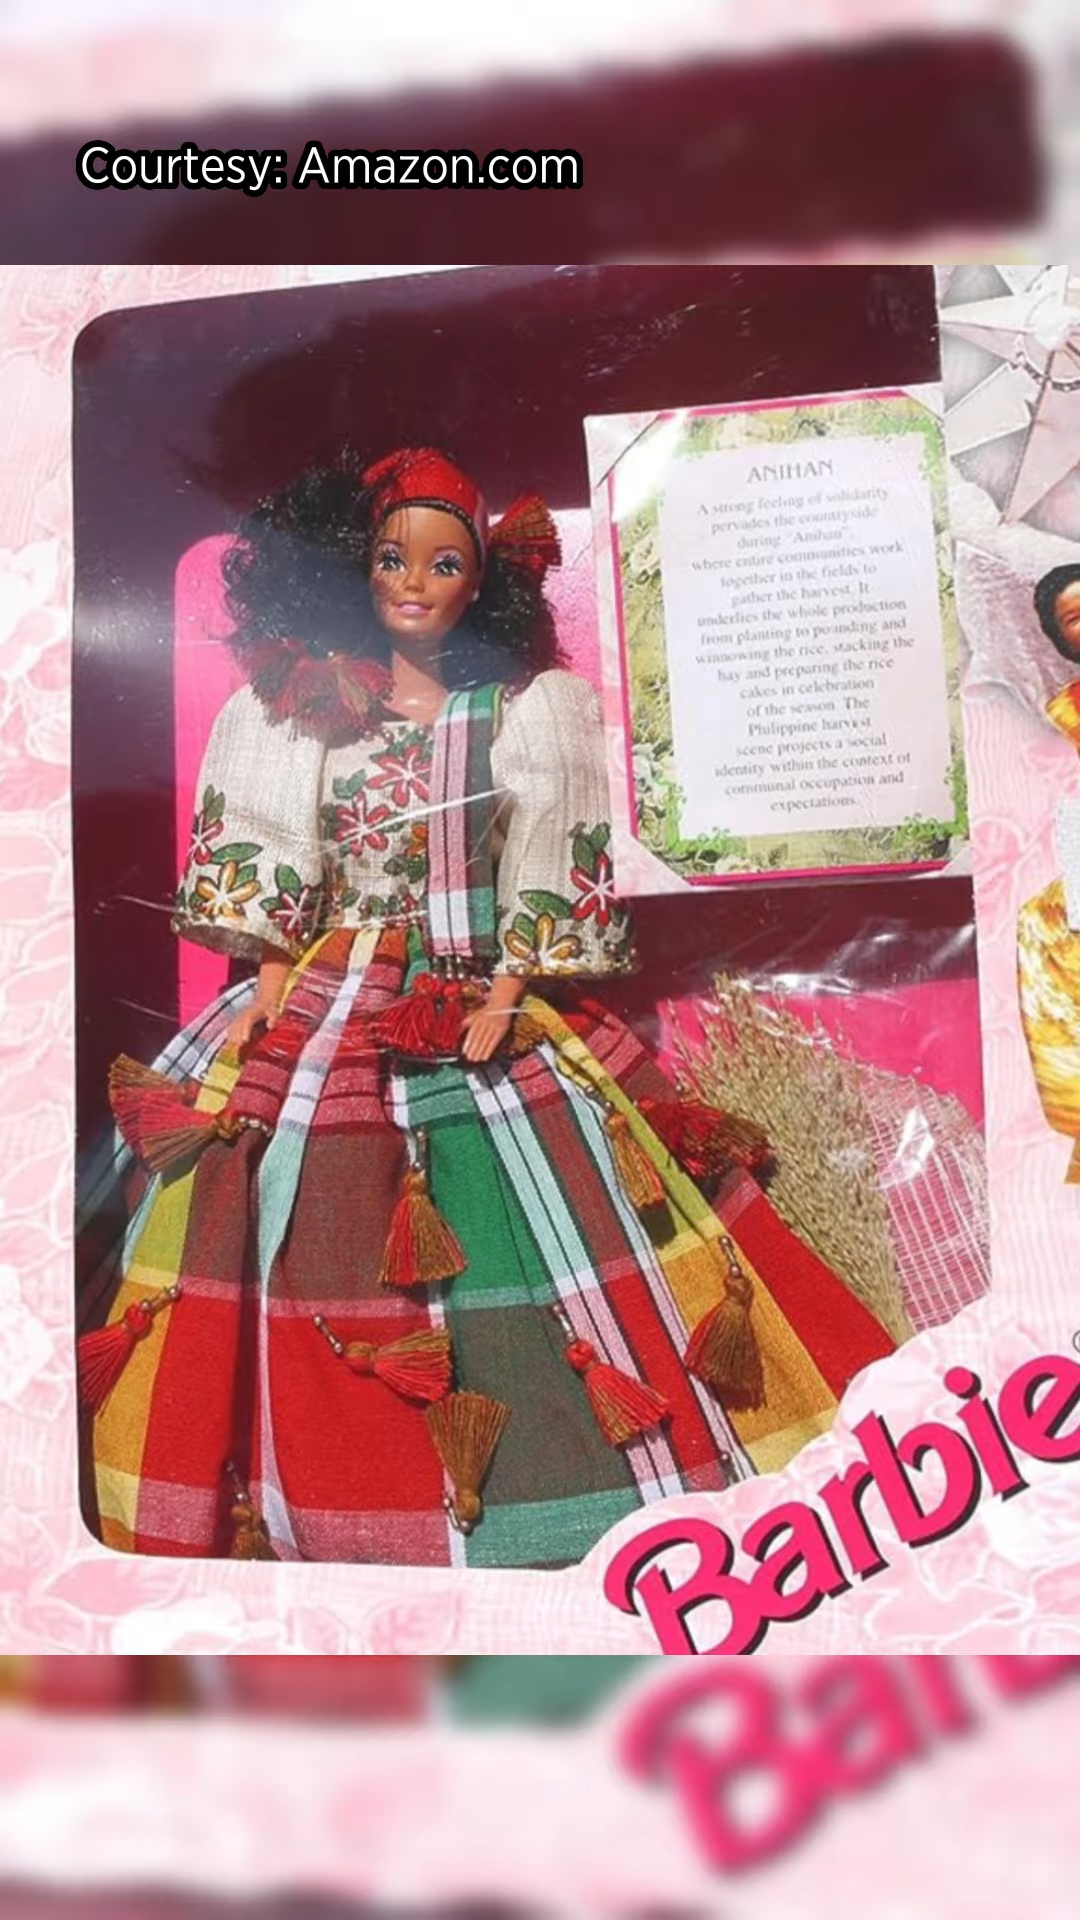 Courtesy: Amazon.com
ANIHAN
A strong feeling of solidarity
pervades the countryside
during "Anihan"
where entire communities work
together in the fields to
gather the harvest. It
underlies the whole production
from planting to pounding and
winnowing the rice, stacking the
hay and preparing the rice
cakes in celebration
of the season. The
Philippine harvest
scene projects a social
identity within the context of
communal occupation and
expectations.
Barbie